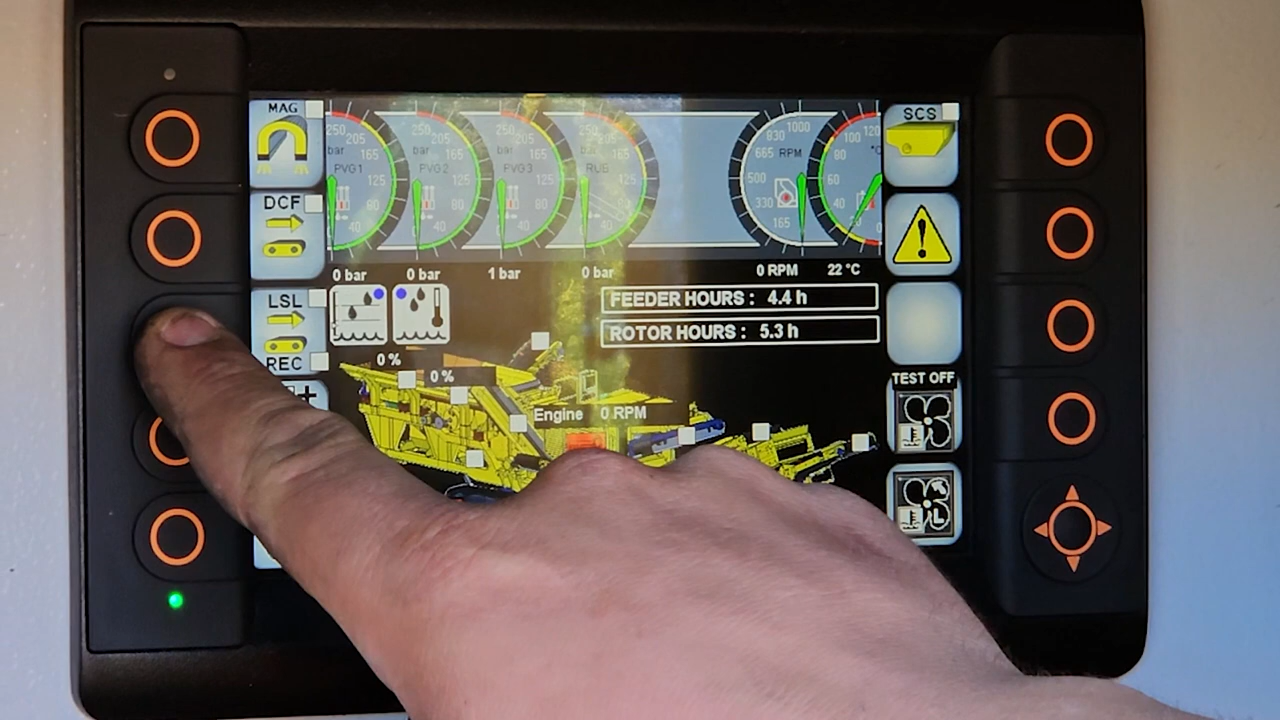 MAG
DCF
LSL
REC
250
205
bar
165
PVG1
125
80
40
250
205
bar
165
PVG2
125
80
40
250
205
bar
165
PVG3
125
80
40
250
205
bar
165
RUB
125
80
40
1000
830
665 RPM
500
330
165
120
100
80 °C
60
40
0
0 bar
0 bar
1 bar
0 bar
0 RPM
22 °C
FEEDER HOURS : 4.4 h
ROTOR HOURS : 5.3 h
0 %
0 %
Engine 0 RPM
+
SCS
!
TEST OFF
L